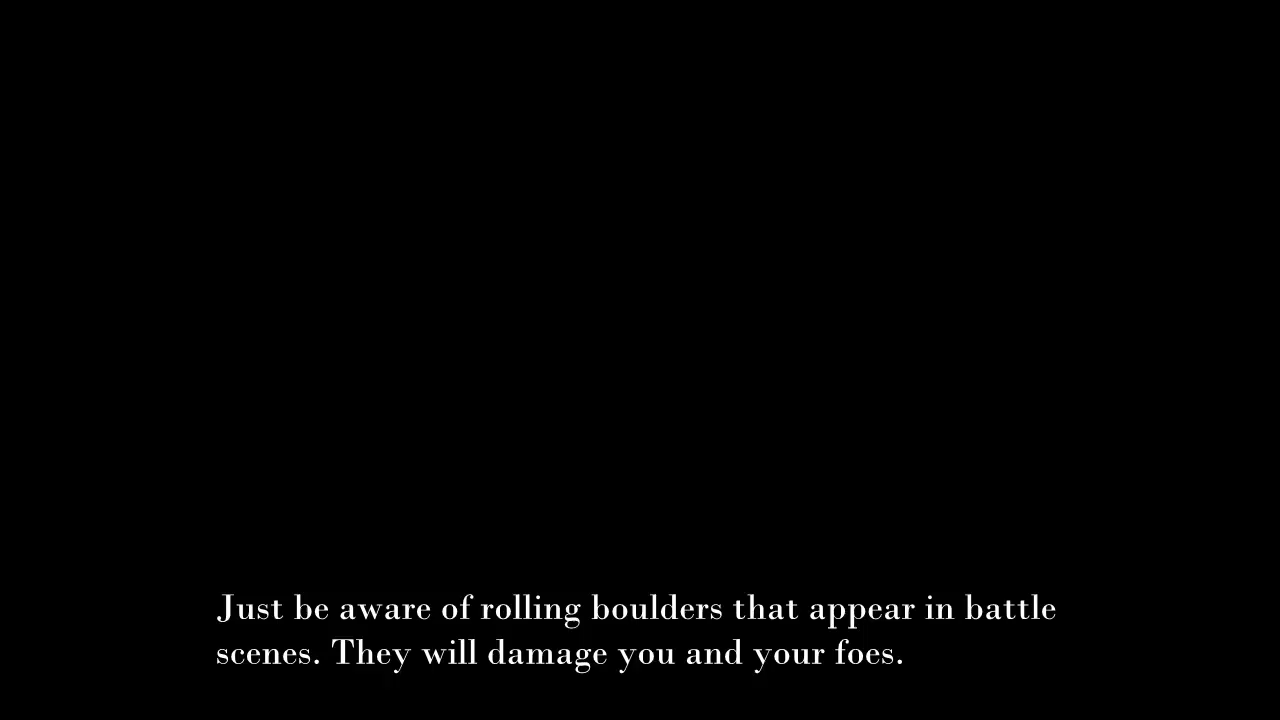 Just be aware of rolling boulders that appear in battle
scenes. They will damage you and your foes.